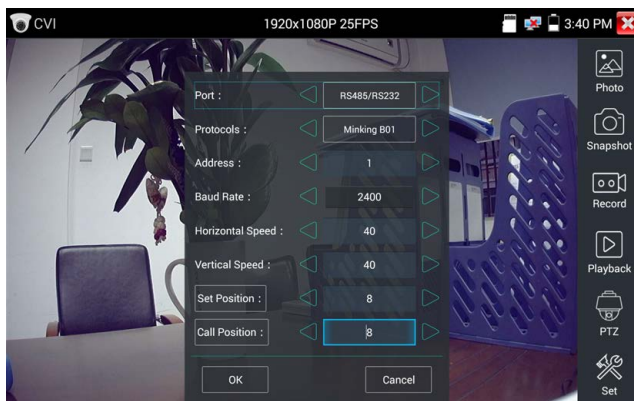 CVI
1920x1080P 25FPS
3:40 PM
Port :
RS485/RS232
Protocols :
Minking B01
Address :
1
Baud Rate :
2400
Horizontal Speed :
40
Vertical Speed :
40
Set Position :
8
Call Position :
8
OK
Cancel
Photo
Snapshot
Record
Playback
PTZ
Set